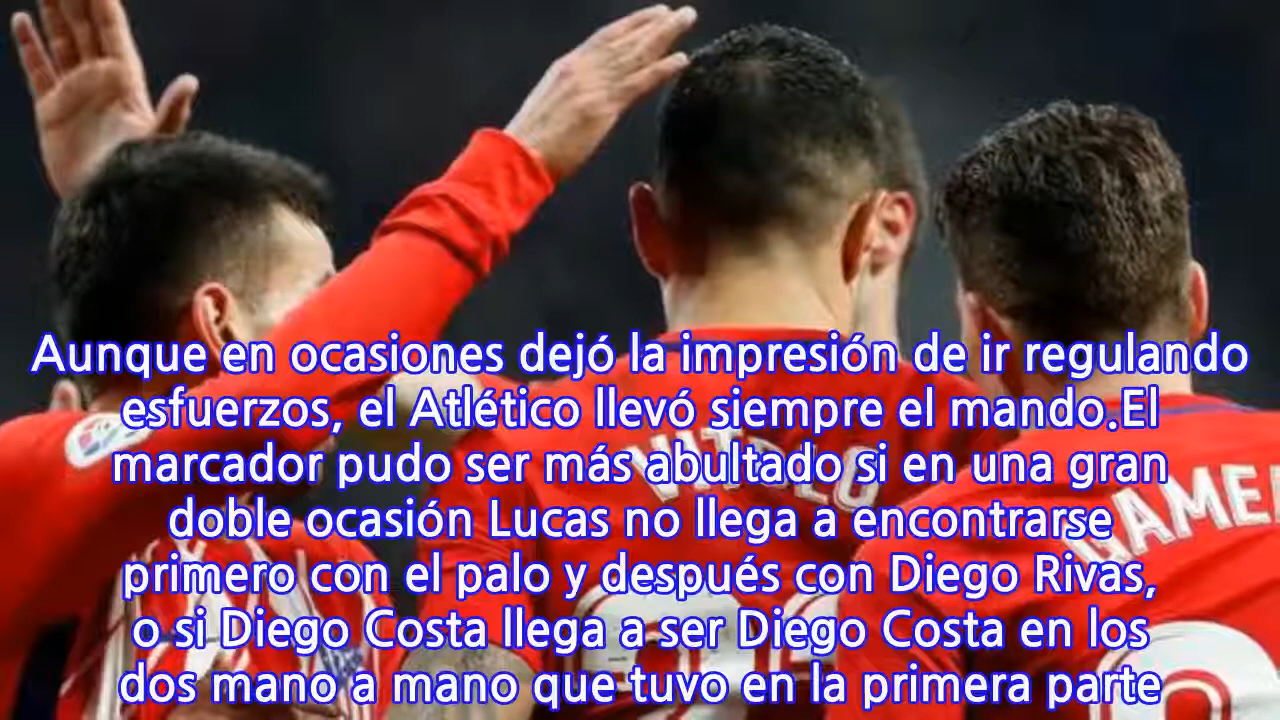 Aunque en ocasiones dejó la impresión de ir regulando
esfuerzos, el Atlético llevó siempre el mando.El
marcador pudo ser más abultado si en una gran
doble ocasión Lucas no llega a encontrarse
primero con el palo y después con Diego Rivas,
o si Diego Costa llega a ser Diego Costa en los
dos mano a mano que tuvo en la primera parte
VITOLO
GAME